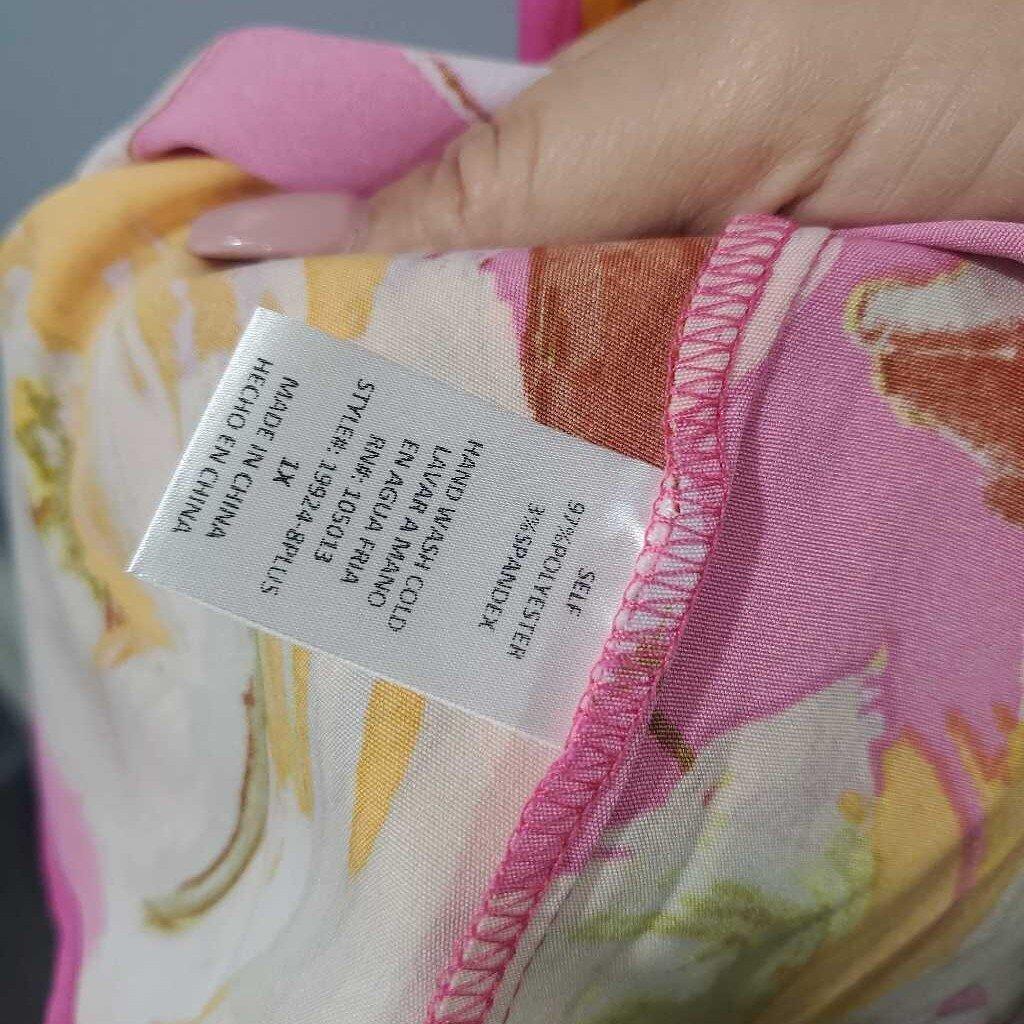 SELF
97%POLYESTER
3%SPANDEX
HAND WASH COLD
LAVAR A MANO
EN AGUA FRIA
RN#: 105013
STYLE#: 19924-8PLUS
1X
MADE IN CHINA
HECHO EN CHINA